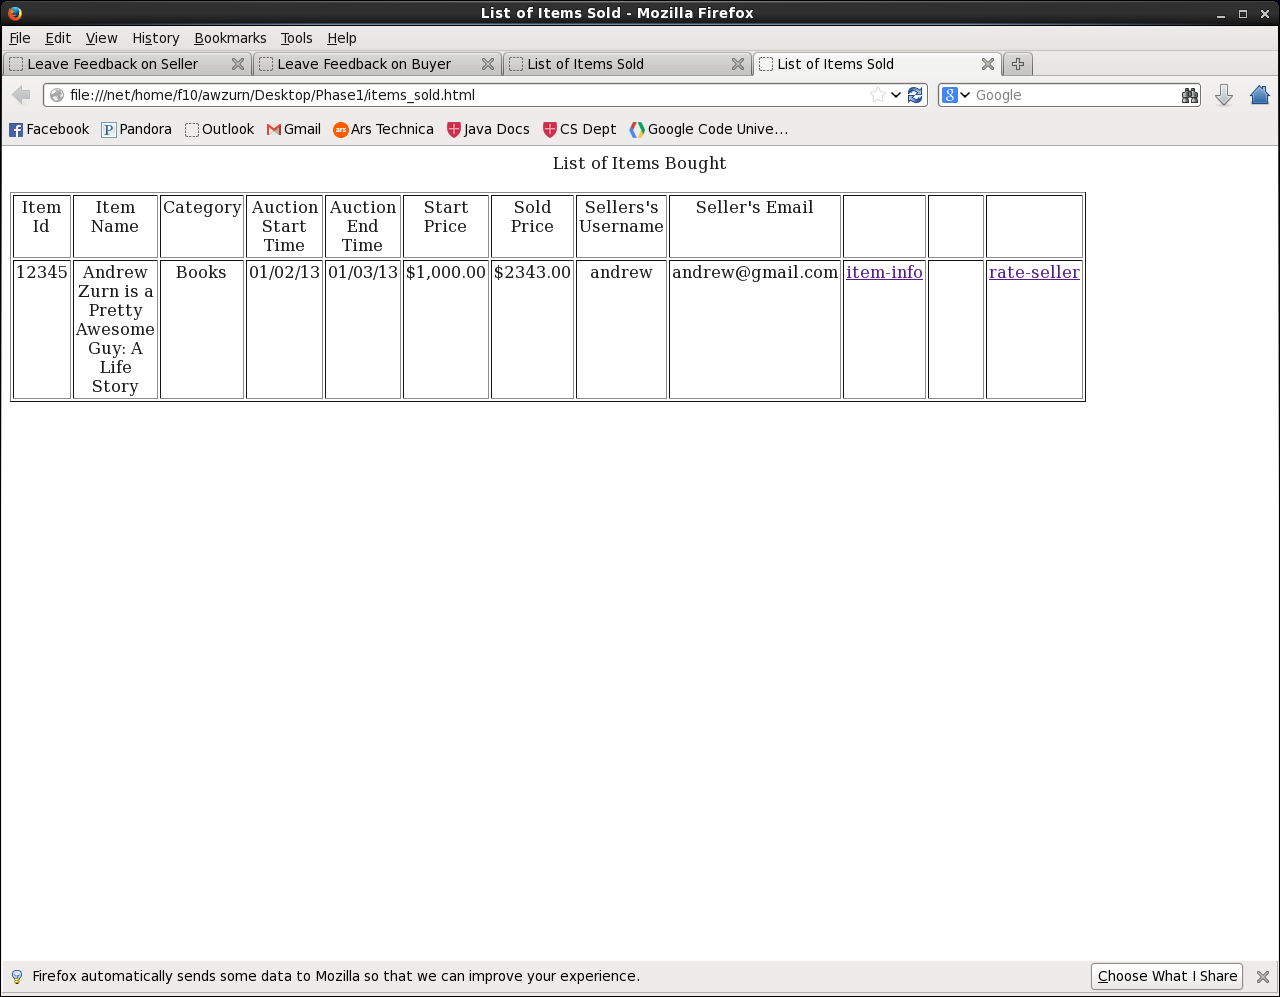 List of Items Sold - Mozilla Firefox
File Edit View History Bookmarks Tools Help
Leave Feedback on Seller Leave Feedback on Buyer List of Items Sold List of Items Sold
file:///net/home/f10/awzurn/Desktop/Phase1/items_sold.html 8 Google
Facebook Pandora Outlook Gmail ars Ars Technica Java Docs CS Dept Google Code Unive...
List of Items Bought
Item Id Item Name Category Auction Start Time Auction End Time Start Price Sold Price Sellers's Username Seller's Email
12345 Andrew Zurn is a Pretty Awesome Guy: A Life Story Books 01/02/13 01/03/13 $1,000.00 $2343.00 andrew andrew@gmail.com item-info rate-seller
Firefox automatically sends some data to Mozilla so that we can improve your experience. Choose What I Share